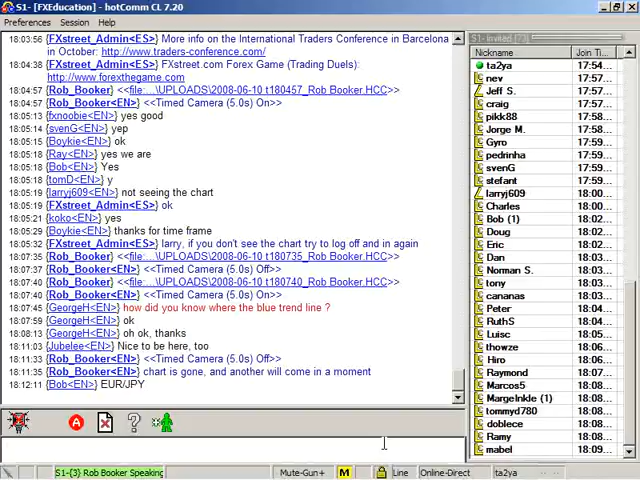 S1- [FXEducation] - hotComm CL 7.20
Preferences Session Help
18:03:56 {FXstreet_Admin<ES>} More info on the International Traders Conference in Barcelona
in October: http://www.traders-conference.com/
18:04:38 {FXstreet_Admin<ES>} FXstreet.com Forex Game (Trading Duels):
http://www.forexthegame.com
18:04:57 {Rob_Booker} <<file:...\UPLOADS\2008-06-10 t180457_Rob Booker.HCC>>
18:04:57 {Rob_Booker} <<Timed Camera (5.0s) On>>
18:05:13 {fxnoobie<EN>} yes good
18:05:14 {svenG<EN>} yep
18:05:15 {Boykie<EN>} ok
18:05:16 {Ray<EN>} yes we are
18:05:16 {Bob<EN>} Yes
18:05:18 {tomD<EN>} y
18:05:19 {larryj609<EN>} not seeing the chart
18:05:19 {FXstreet_Admin<ES>} ok
18:05:21 {koko<EN>} yes
18:05:29 {Boykie<EN>} thanks for time frame
18:05:32 {FXstreet_Admin<ES>} larry, if you don't see the chart try to log off and in again
18:07:35 {Rob_Booker} <<file:...\UPLOADS\2008-06-10 t180735_Rob Booker.HCC>>
18:07:37 {Rob_Booker} <<Timed Camera (5.0s) Off>>
18:07:40 {Rob_Booker} <<file:...\UPLOADS\2008-06-10 t180740_Rob Booker.HCC>>
18:07:40 {Rob_Booker} <<Timed Camera (5.0s) On>>
18:07:45 {GeorgeH<EN>} how did you know where the blue trend line ?
18:07:59 {GeorgeH<EN>} ok
18:08:13 {GeorgeH<EN>} oh ok, thanks
18:11:03 {Jubelee<EN>} Nice to be here, too
18:11:33 {Rob_Booker} <<Timed Camera (5.0s) Off>>
18:11:35 {Rob_Booker} chart is gone, and another will come in a moment
18:12:11 {Bob<EN>} EUR/JPY
S1- Invited
Nickname Join Ti...
ta2ya 17:54...
nev 17:57...
Jeff S. 17:57...
craig 17:57...
pikk88 17:58...
Jorge M. 17:59...
Gyro 17:59...
pedrinha 17:59...
svenG 17:59...
stefant 17:59...
larryj609 18:00...
Charles 18:00...
Bob (1) 18:02...
Doug 18:02...
Eric 18:02...
Dan 18:03...
Norman S. 18:03...
tony 18:03...
cananas 18:08...
Peter 18:08...
RuthS 18:08...
Luisc 18:08...
thowze 18:08...
Hiro 18:08...
Raymond 18:08...
Marcos5 18:08...
MargeInkle (1) 18:08...
tommyd780 18:08...
doblece 18:08...
Ramy 18:08...
mabel 18:09...
S1-{3} Rob Booker Speaking Mute-Gun+ M Line Online-Direct ta2ya